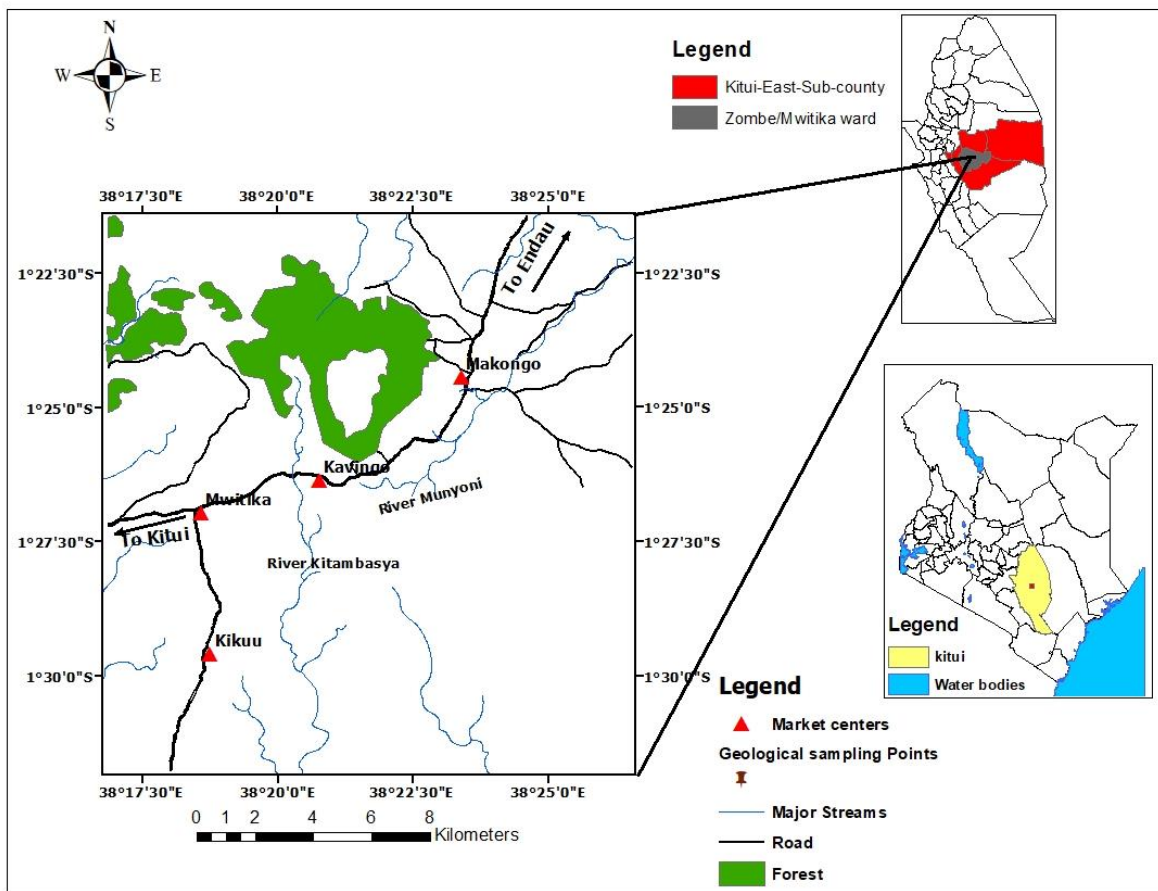 N
W
E
S
Legend
Kitui-East-Sub-county
Zombe/Mwitika ward
38°17'30"E
38°20'0"E
38°22'30"E
38°25'0"E
1°22'30"S
1°22'30"S
To Endau
Makongo
1°25'0"S
1°25'0"S
Kavingo
River Munyoni
Mwitika
To Kitui
1°27'30"S
1°27'30"S
River Kitambasya
Kikuu
1°30'0"S
1°30'0"S
38°17'30"E
38°20'0"E
38°22'30"E
38°25'0"E
0 1 2 4 6 8
Kilometers
Legend
kitui
Water bodies
Legend
Market centers
Geological sampling Points
Major Streams
Road
Forest